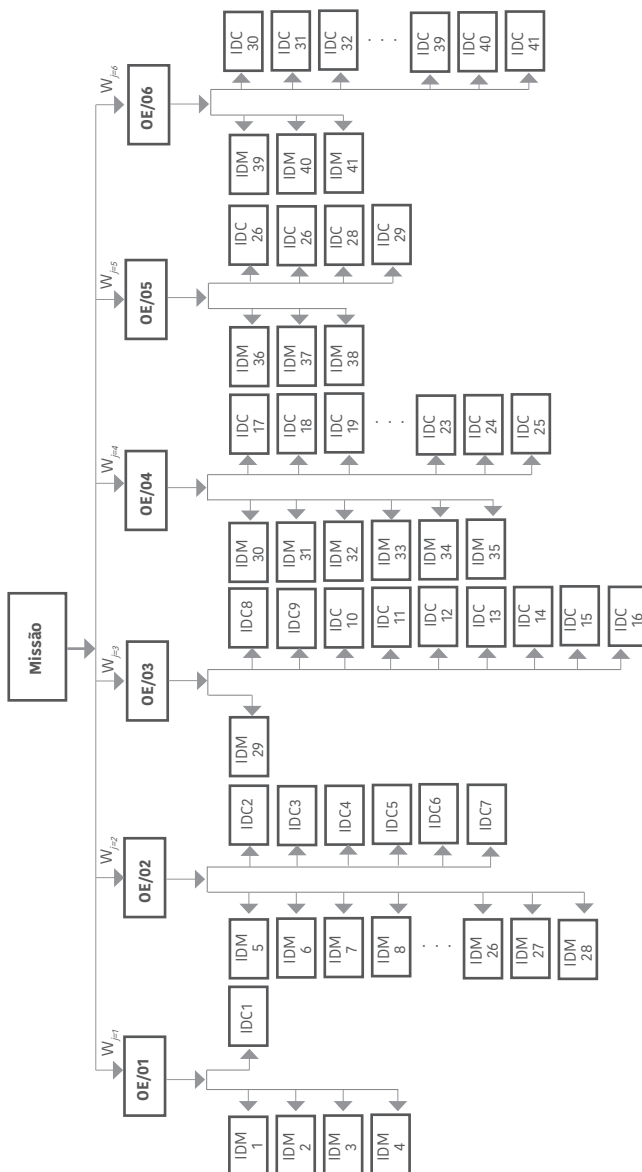 Missão
W j=1
W j=2
W j=3
W j=4
W j=5
W j=6
OE/01
OE/02
OE/03
OE/04
OE/05
OE/06
IDM
1
IDM
2
IDM
3
IDM
4
IDC1
IDM
5
IDM
6
IDM
7
IDM
8
. . .
IDM
26
IDM
27
IDM
28
IDC2
IDC3
IDC4
IDC5
IDC6
IDC7
IDM
29
IDC8
IDC9
IDC
10
IDC
11
IDC
12
IDC
13
IDC
14
IDC
15
IDC
16
IDM
30
IDM
31
IDM
32
IDM
33
IDM
34
IDM
35
IDC
17
IDC
18
IDC
19
. . .
IDC
23
IDC
24
IDC
25
IDM
36
IDM
37
IDM
38
IDC
26
IDC
26
IDC
28
IDC
29
IDM
39
IDM
40
IDM
41
IDC
30
IDC
31
IDC
32
. . .
IDC
39
IDC
40
IDC
41